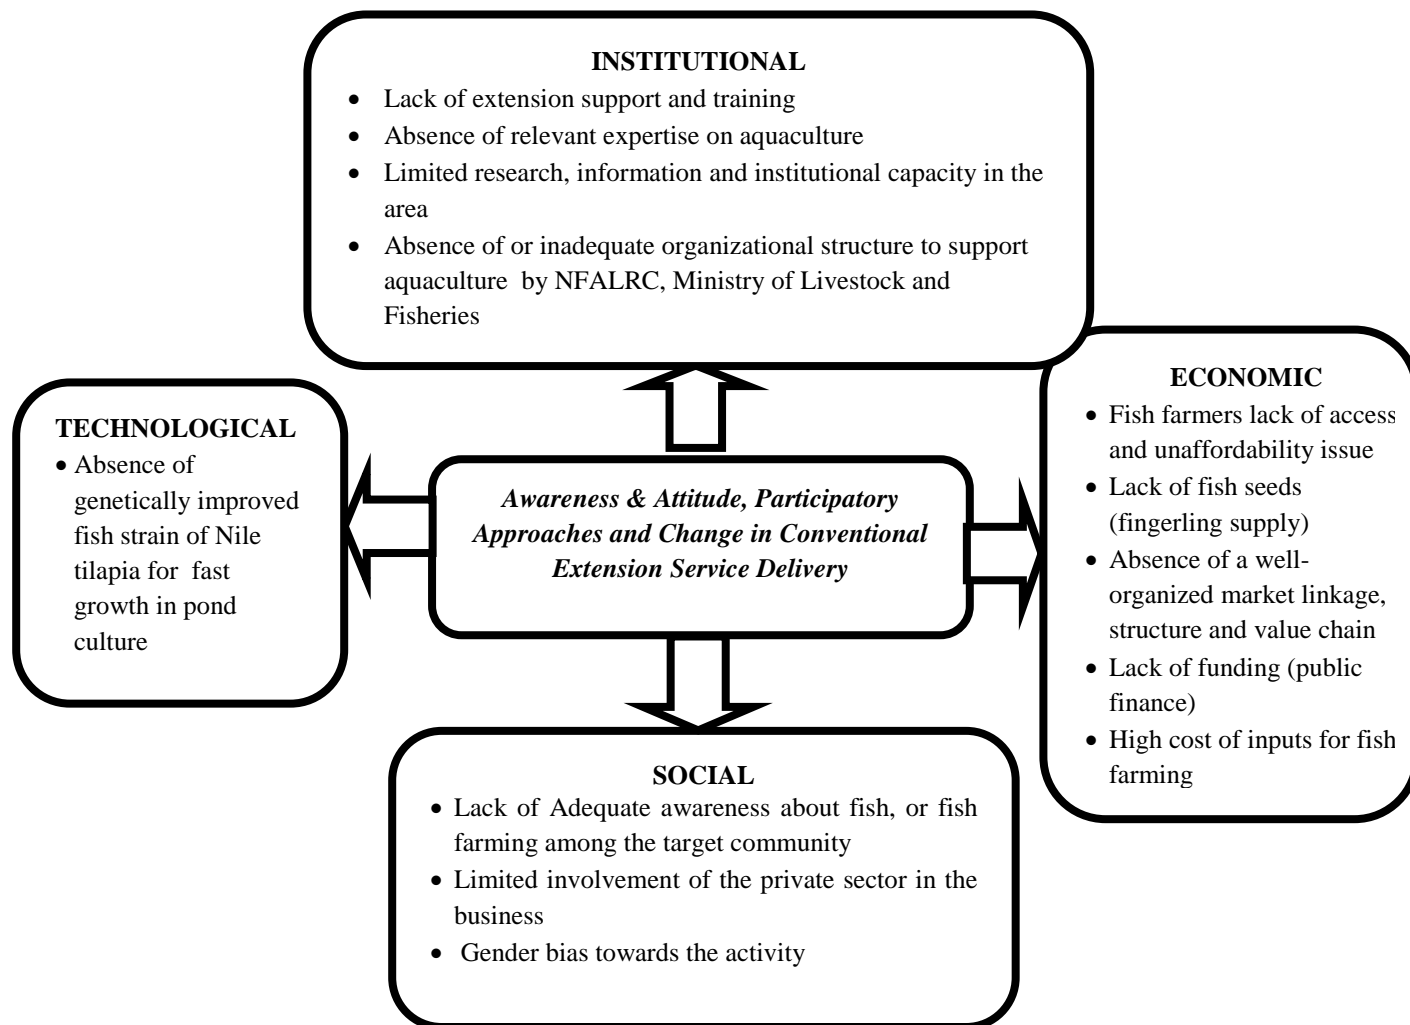 INSTITUTIONAL
• Lack of extension support and training
• Absence of relevant expertise on aquaculture
• Limited research, information and institutional capacity in the
area
• Absence of or inadequate organizational structure to support
aquaculture by NFALRC, Ministry of Livestock and
Fisheries
TECHNOLOGICAL
• Absence of
genetically improved
fish strain of Nile
tilapia for fast
growth in pond
culture
Awareness & Attitude, Participatory
Approaches and Change in Conventional
Extension Service Delivery
ECONOMIC
• Fish farmers lack of access
and unaffordability issue
• Lack of fish seeds
(fingerling supply)
• Absence of a well-
organized market linkage,
structure and value chain
• Lack of funding (public
finance)
• High cost of inputs for fish
farming
SOCIAL
• Lack of Adequate awareness about fish, or fish
farming among the target community
• Limited involvement of the private sector in the
business
• Gender bias towards the activity